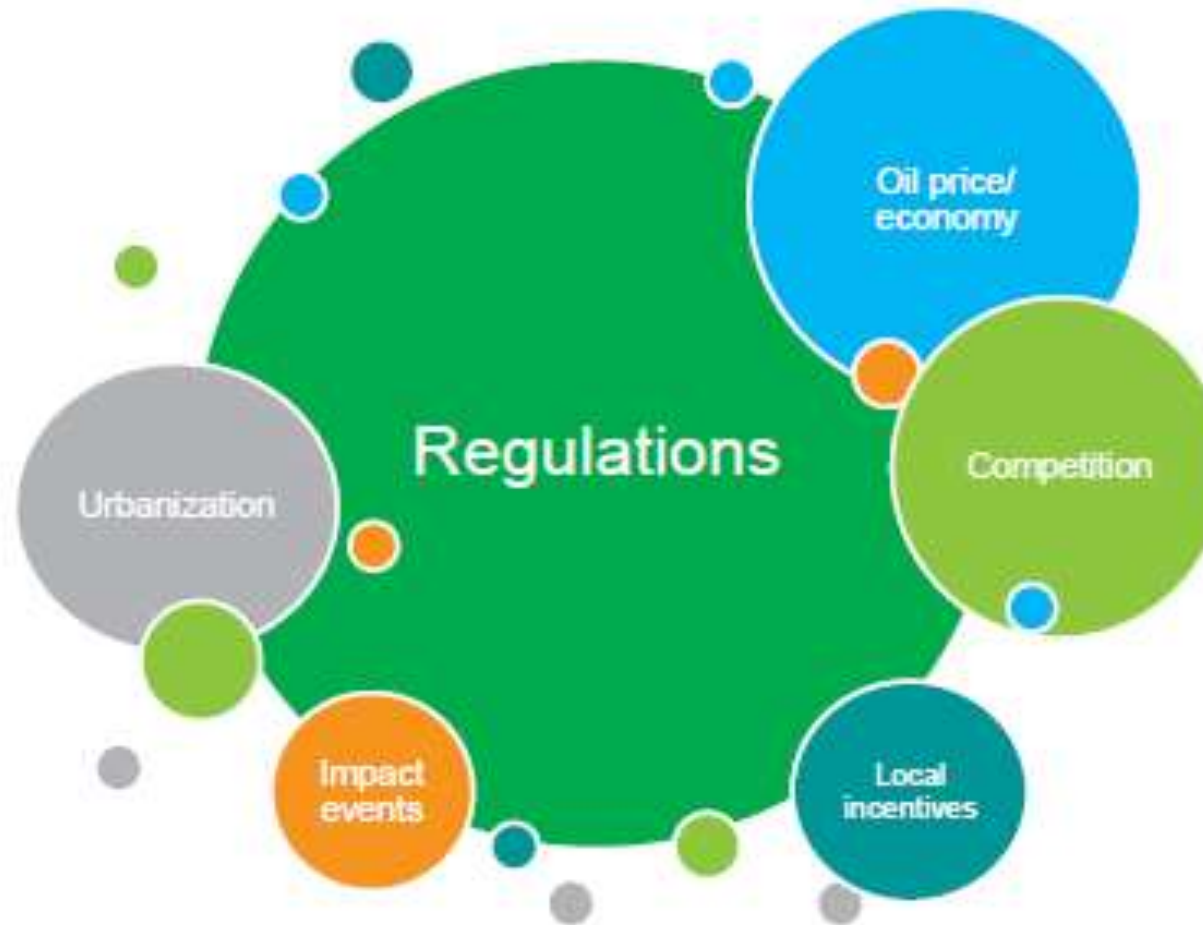 Oil price/
economy
Regulations
Competition
Urbanization
Impact
events
Local
incentives